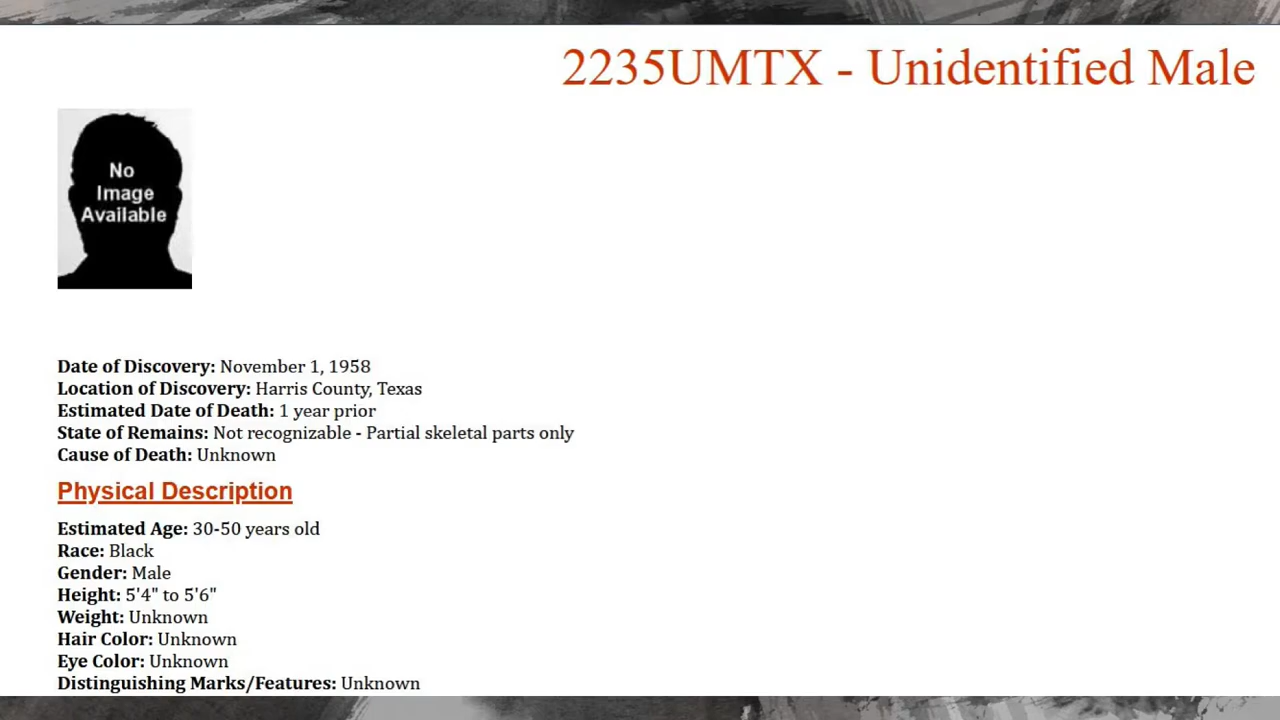 2235UMTX - Unidentified Male
No
Image
Available
Date of Discovery: November 1, 1958
Location of Discovery: Harris County, Texas
Estimated Date of Death: 1 year prior
State of Remains: Not recognizable - Partial skeletal parts only
Cause of Death: Unknown
Physical Description
Estimated Age: 30-50 years old
Race: Black
Gender: Male
Height: 5'4" to 5'6"
Weight: Unknown
Hair Color: Unknown
Eye Color: Unknown
Distinguishing Marks/Features: Unknown